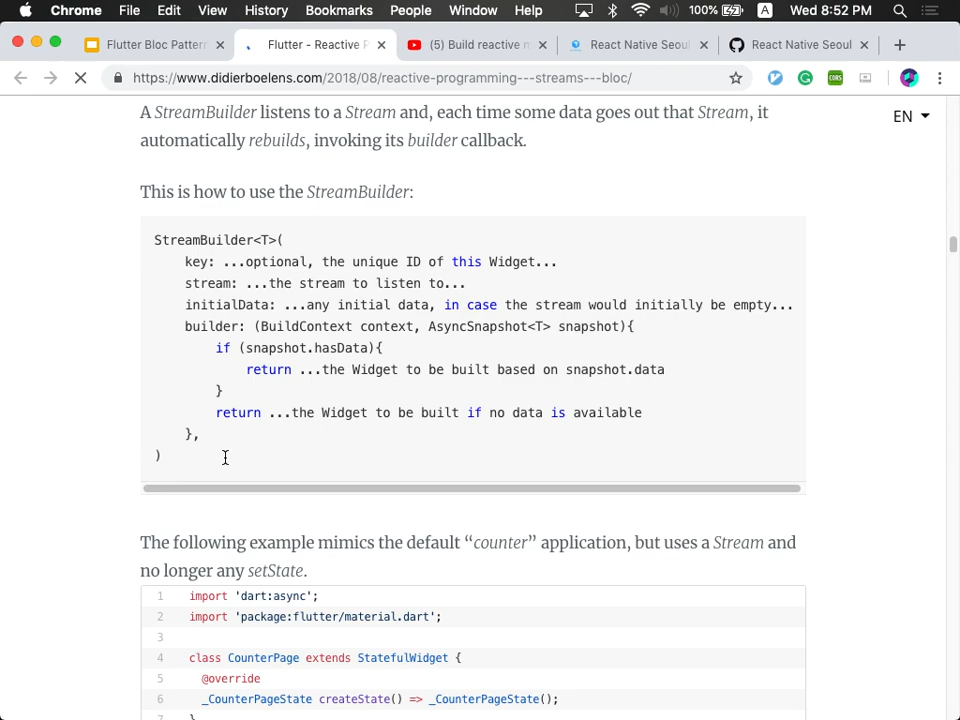 Chrome File Edit View History Bookmarks People Window Help 100% A Wed 8:52 PM
Flutter Bloc Pattern Flutter - Reactive P (5) Build reactive m React Native Seoul React Native Seoul
https://www.didierboelens.com/2018/08/reactive-programming---streams---bloc/ CORS
EN
A StreamBuilder listens to a Stream and, each time some data goes out that Stream, it
automatically rebuilds, invoking its builder callback.
This is how to use the StreamBuilder:
StreamBuilder<T>(
key: ...optional, the unique ID of this Widget...
stream: ...the stream to listen to...
initialData: ...any initial data, in case the stream would initially be empty...
builder: (BuildContext context, AsyncSnapshot<T> snapshot){
if (snapshot.hasData){
return ...the Widget to be built based on snapshot.data
}
return ...the Widget to be built if no data is available
},
)
The following example mimics the default “counter” application, but uses a Stream and
no longer any setState.
1 import 'dart:async';
2 import 'package:flutter/material.dart';
3
4 class CounterPage extends StatefulWidget {
5 @override
6 _CounterPageState createState() => _CounterPageState();
7 }